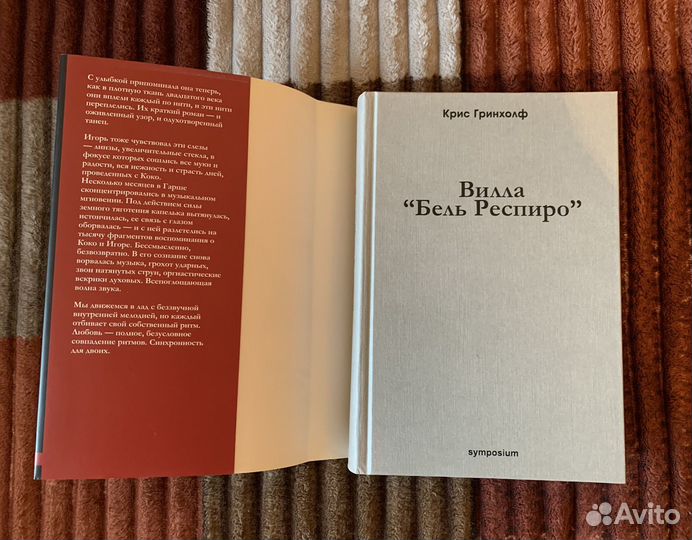 С улыбкой припоминала она теперь,
как в плотную ткань двадцатого века
они вплели каждый по нити, и эти нити
переплелись. Их краткий роман — и
оживленный узор, и одухотворенный
танец.
Игорь тоже чувствовал эти слезы
— линзы, увеличительные стекла, в
фокусе которых сошлись все муки и
радости, вся нежность и страсть дней,
проведенных с Коко.
Несколько месяцев в Гарше
сконцентрировались в музыкальном
мгновении. Под действием силы
земного тяготения капелька вытянулась,
истончилась, ее связь с глазом
оборвалась — и с ней разлетелись на
тысячу фрагментов воспоминания о
Коко и Игоре. Бессмысленно,
безвозвратно. В его сознание снова
ворвалась музыка, грохот ударных,
звон натянутых струн, оргиастические
вскрики духовых. Всепоглощающая
волна звука.
Мы движемся в лад с беззвучной
внутренней мелодией, но каждый
отбивает свой собственный ритм.
Любовь — полное, безусловное
совпадение ритмов. Синхронность
для двоих.
Крис Гринхолф
Вилла
“Бель Респиро”
symposium
Avito